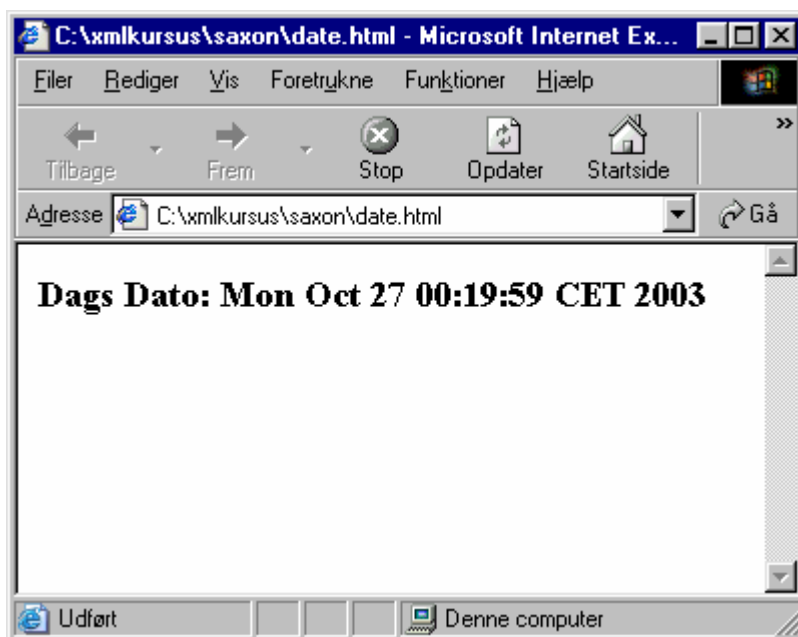 C:\xmlkursus\saxon\date.html - Microsoft Internet Ex...
Filer Rediger Vis Foretrukne Funktioner Hjælp
»
Tilbage Frem Stop Opdater Startside
Adresse C:\xmlkursus\saxon\date.html Gå
Dags Dato: Mon Oct 27 00:19:59 CET 2003
Udført Denne computer